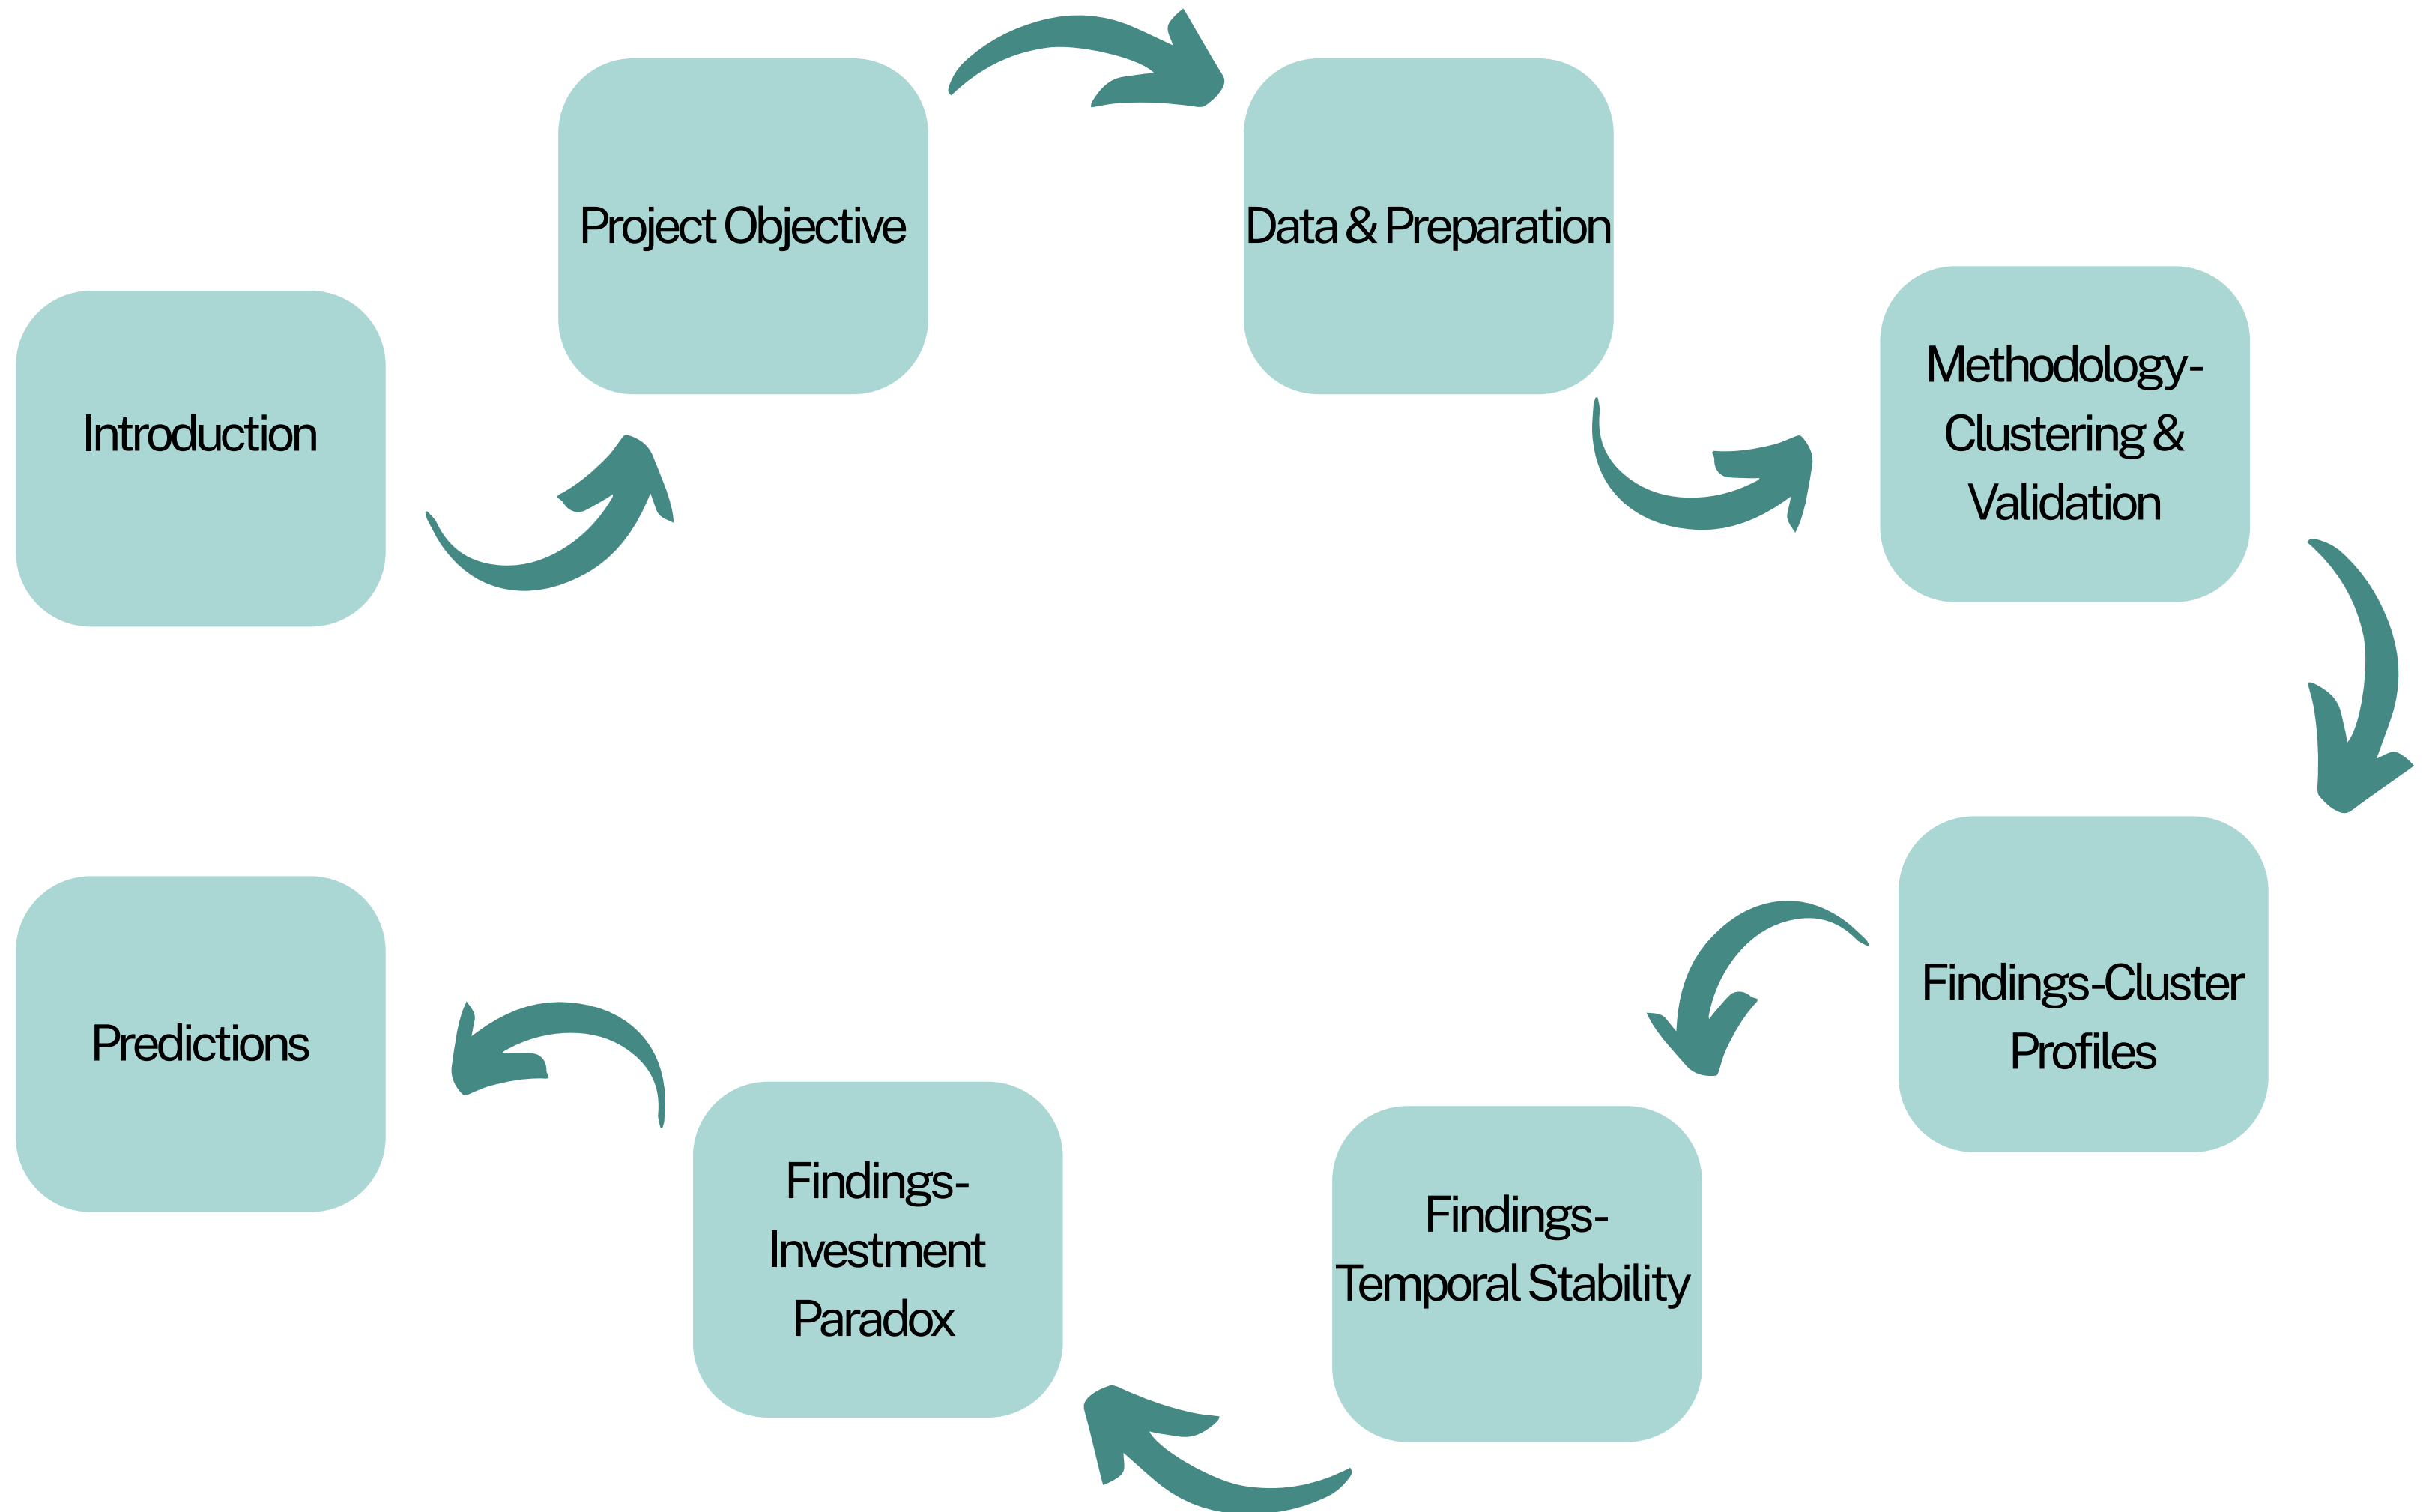 Introduction
Project Objective
Data & Preparation
Methodology-
Clustering &
Validation
Findings-Cluster
Profiles
Findings-
Temporal Stability
Findings-
Investment
Paradox
Predictions